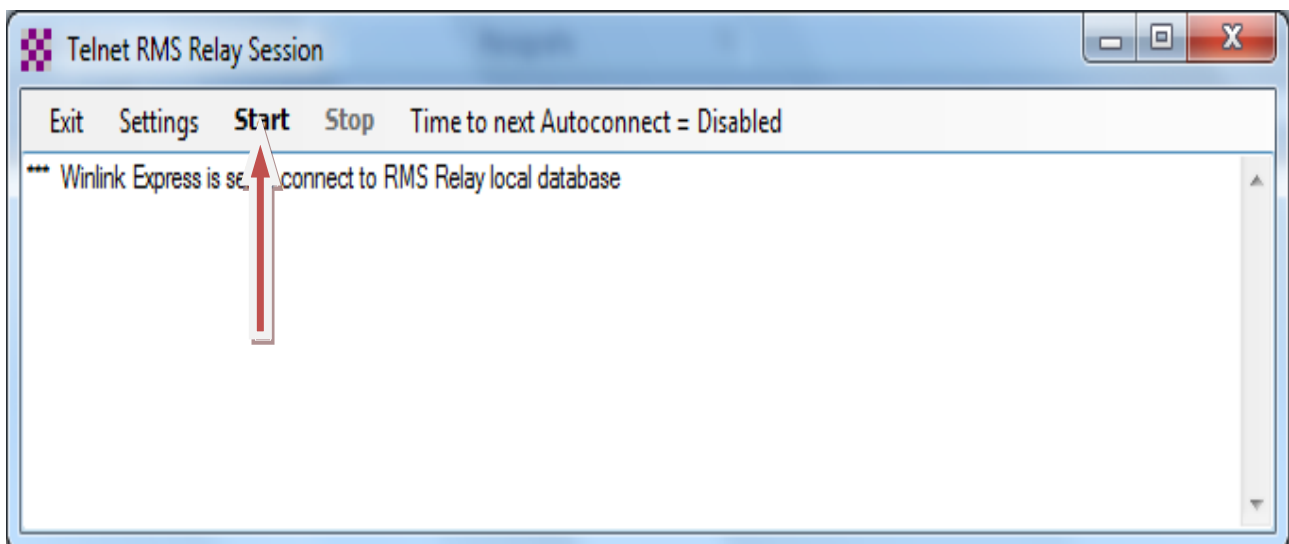 Telnet RMS Relay Session
Exit Settings Start Stop Time to next Autoconnect = Disabled
*** Winlink Express is connect to RMS Relay local database